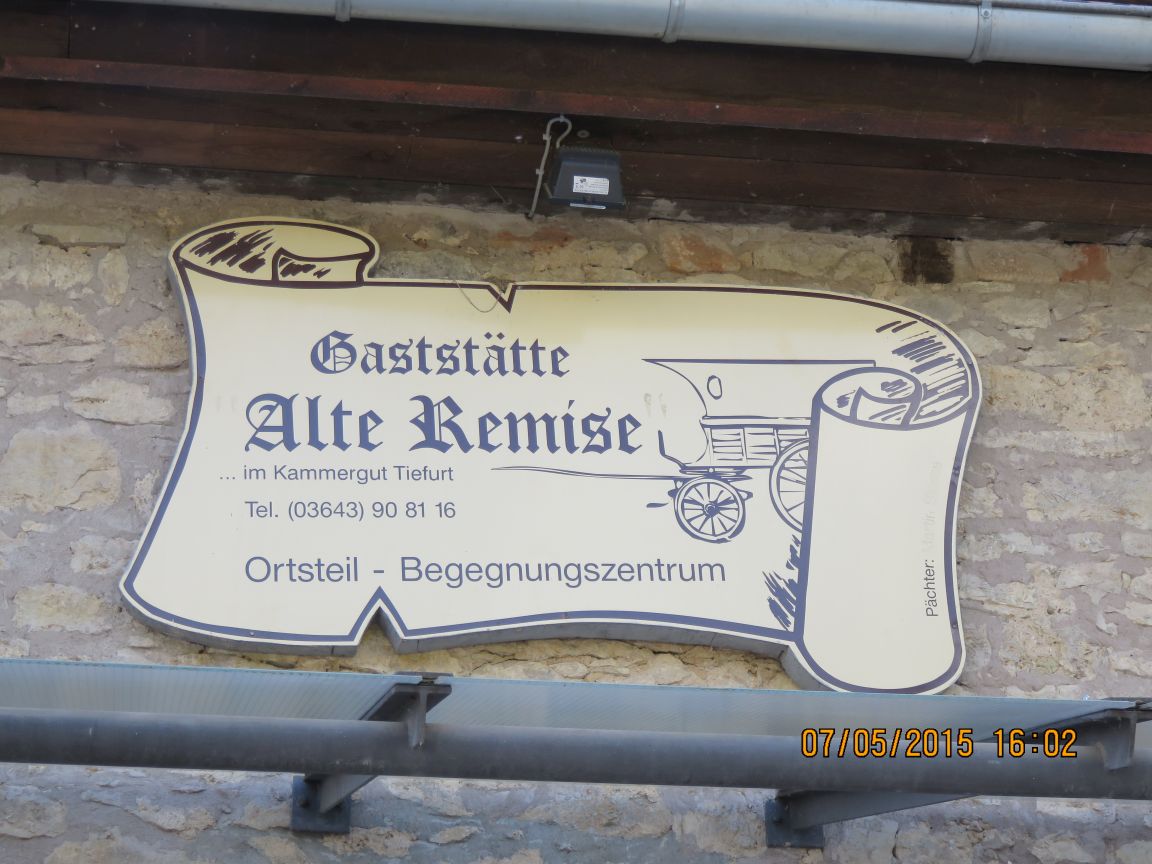 Gaststätte
Alte Remise
... im Kammergut Tiefurt
Tel. (03643) 90 81 16
Ortsteil - Begegnungszentrum
Pächter:
07/05/2015 16:02